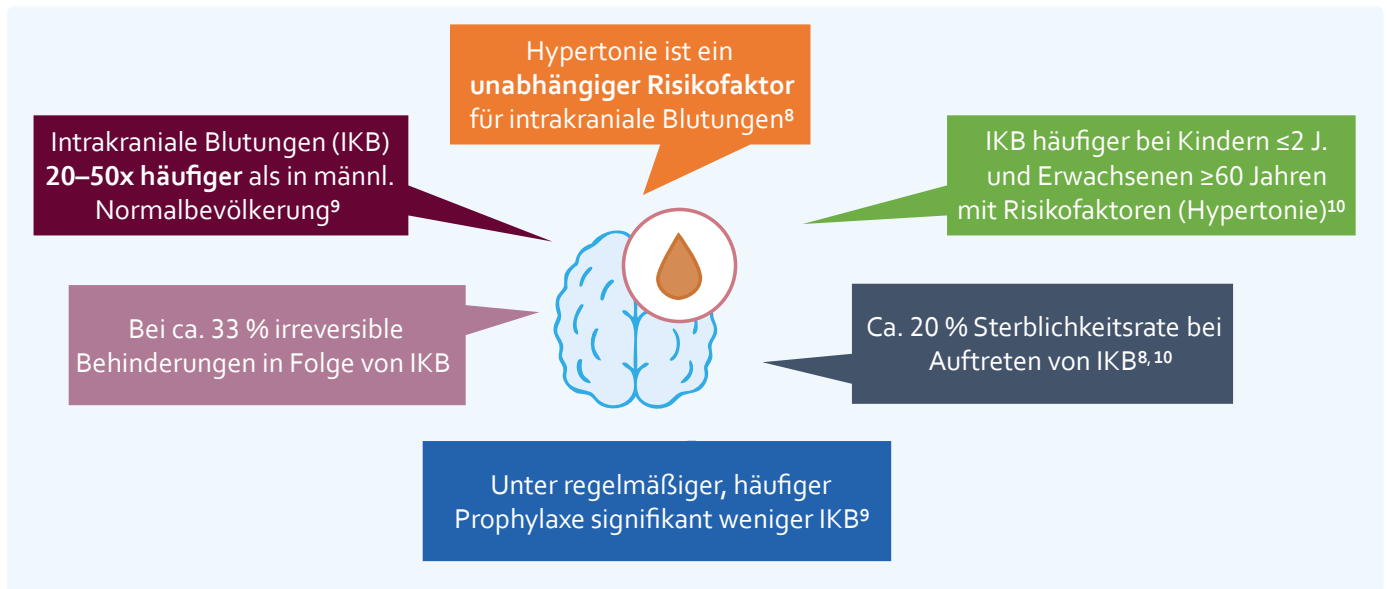 Hypertonie ist ein
unabhängiger Risikofaktor
für intrakraniale Blutungen⁸
Intrakraniale Blutungen (IKB)
20–50x häufiger als in männl.
Normalbevölkerung⁹
IKB häufiger bei Kindern ≤2 J.
und Erwachsenen ≥60 Jahren
mit Risikofaktoren (Hypertonie)¹⁰
Bei ca. 33 % irreversible
Behinderungen in Folge von IKB
Ca. 20 % Sterblichkeitsrate bei
Auftreten von IKB⁸, ¹⁰
Unter regelmäßiger, häufiger
Prophylaxe signifikant weniger IKB⁹